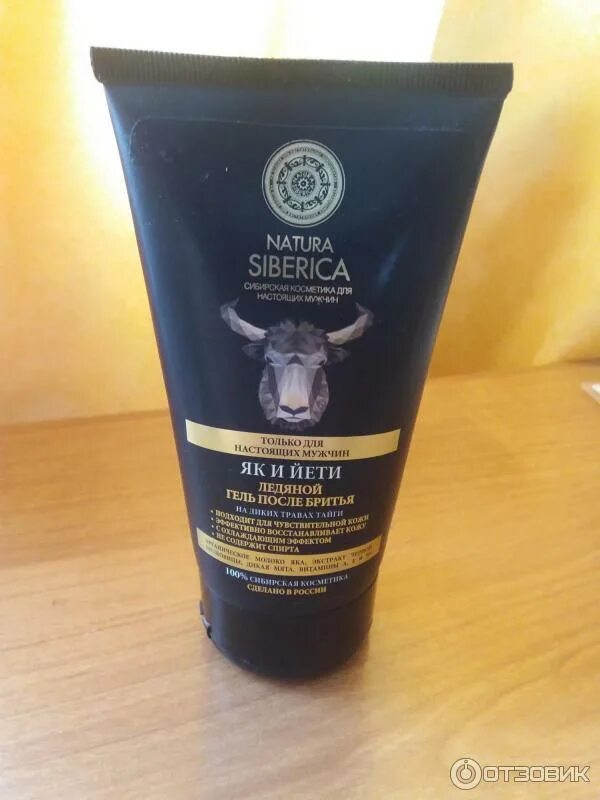 NATURA
SIBERICA
СИБИРСКАЯ КОСМЕТИКА ДЛЯ
НАСТОЯЩИХ МУЖЧИН
ТОЛЬКО ДЛЯ
НАСТОЯЩИХ МУЖЧИН
ЯК И ЙЕТИ
ЛЕДЯНОЙ
ГЕЛЬ ПОСЛЕ БРИТЬЯ
НА ДИКИХ ТРАВАХ ТАЙГИ
• ПОДХОДИТ ДЛЯ ЧУВСТВИТЕЛЬНОЙ КОЖИ
• ЭФФЕКТИВНО ВОССТАНАВЛИВАЕТ КОЖУ
• С ОХЛАЖДАЮЩИМ ЭФФЕКТОМ
• НЕ СОДЕРЖИТ СПИРТА
ОРГАНИЧЕСКОЕ МОЛОКО ЯКА, ЭКСТРАКТ ЧЕРНОЙ
ДИКАЯ МЯТА, ВИТАМИНЫ А, Е И
100% СИБИРСКАЯ КОСМЕТИКА
СДЕЛАНО В РОССИИ
ОТЗОВИК